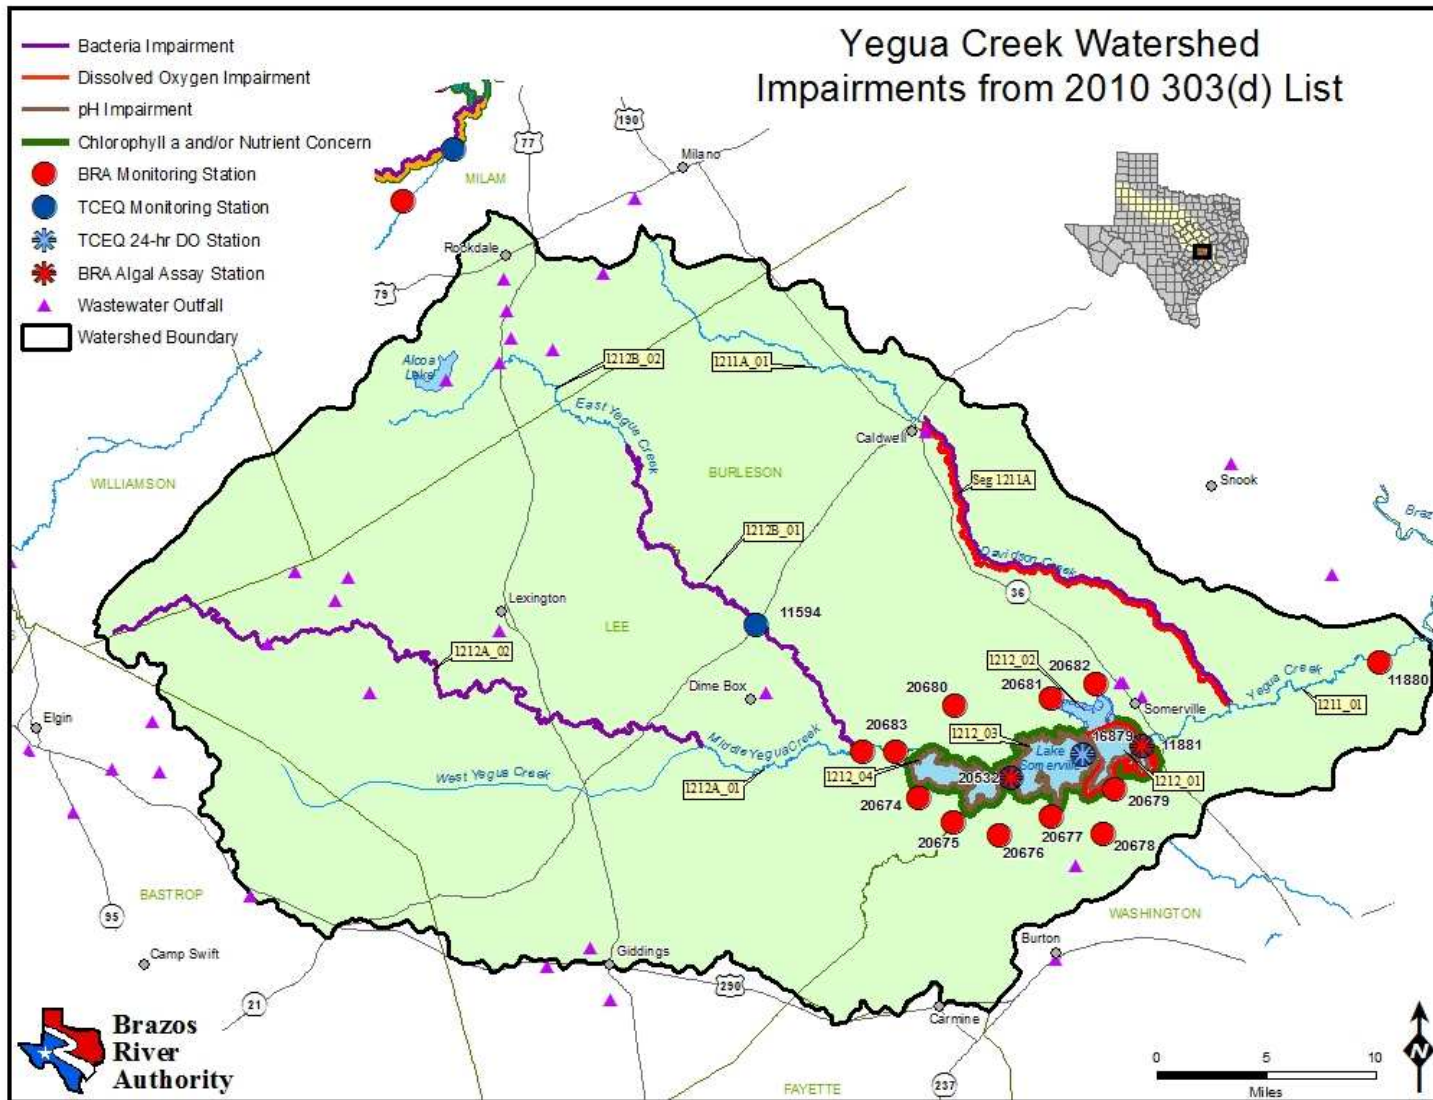 Yegua Creek Watershed
Impairments from 2010 303(d) List
Bacteria Impairment
Dissolved Oxygen Impairment
pH Impairment
Chlorophyll a and/or Nutrient Concern
BRA Monitoring Station
TCEQ Monitoring Station
TCEQ 24-hr DO Station
BRA Algal Assay Station
Wastewater Outfall
Watershed Boundary
190
77
Milano
MILAM
Rockdale
79
Alcoa
Lake
1212B_02
1211A_01
East Yegua Creek
Caldwell
BURLESON
WILLIAMSON
Seg 1211A
Snook
Braz
1212B_01
Davidson Creek
36
11594
Lexington
LEE
1212A_02
1212_02
20682
20681
20680
Dime Box
Somerville
Yegua Creek
11880
1211_01
Elgin
20683
1212_03
Middle Yegua Creek
16879
11881
Lake
Somerville
West Yegua Creek
1212A_01
1212_04
20532
1212_01
20674
20679
20675
20676
20677
20678
BASTROP
95
WASHINGTON
Camp Swift
Giddings
Burton
21
290
Carmine
237
FAYETTE
Brazos
River
Authority
0 5 10
Miles
N